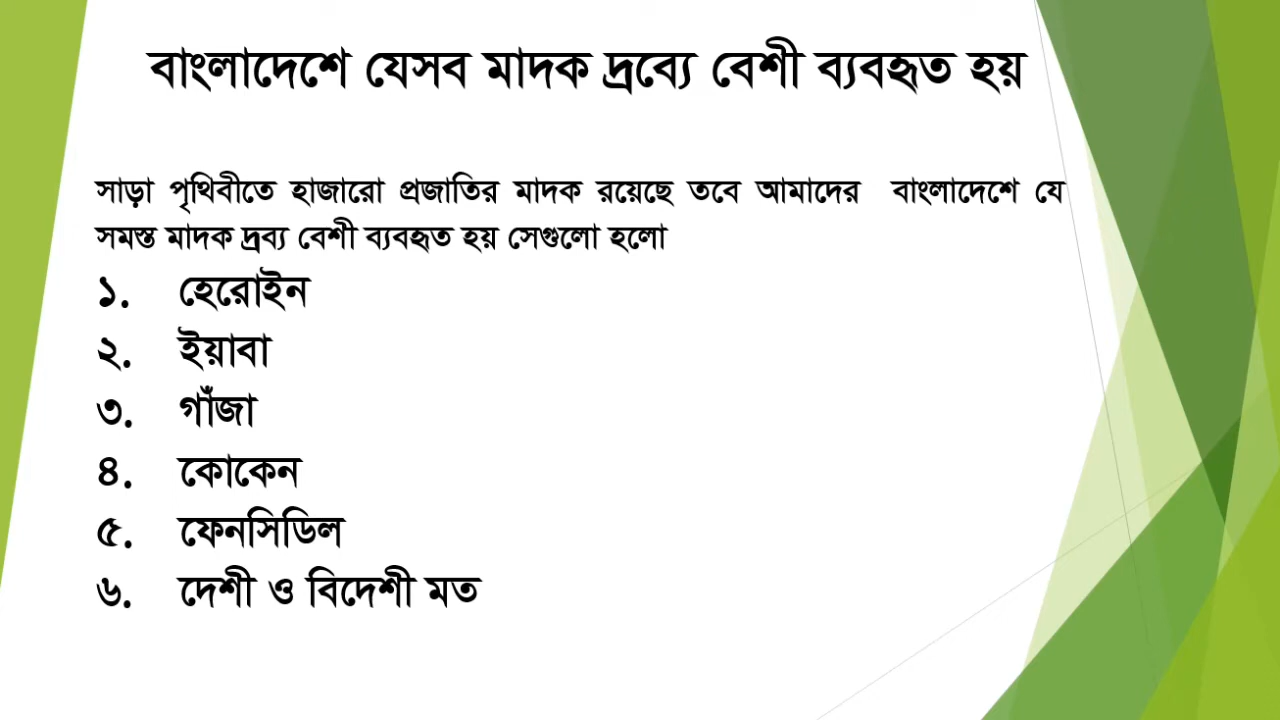 বাংলাদেশে যেসব মাদক দ্রব্যে বেশী ব্যবহৃত হয়
সাড়া পৃথিবীতে হাজারো প্রজাতির মাদক রয়েছে তবে আমাদের বাংলাদেশে যে
সমস্ত মাদক দ্রব্য বেশী ব্যবহৃত হয় সেগুলো হলো
১. হেরোইন
২. ইয়াবা
৩. গাঁজা
৪. কোকেন
৫. ফেনসিডিল
৬. দেশী ও বিদেশী মত